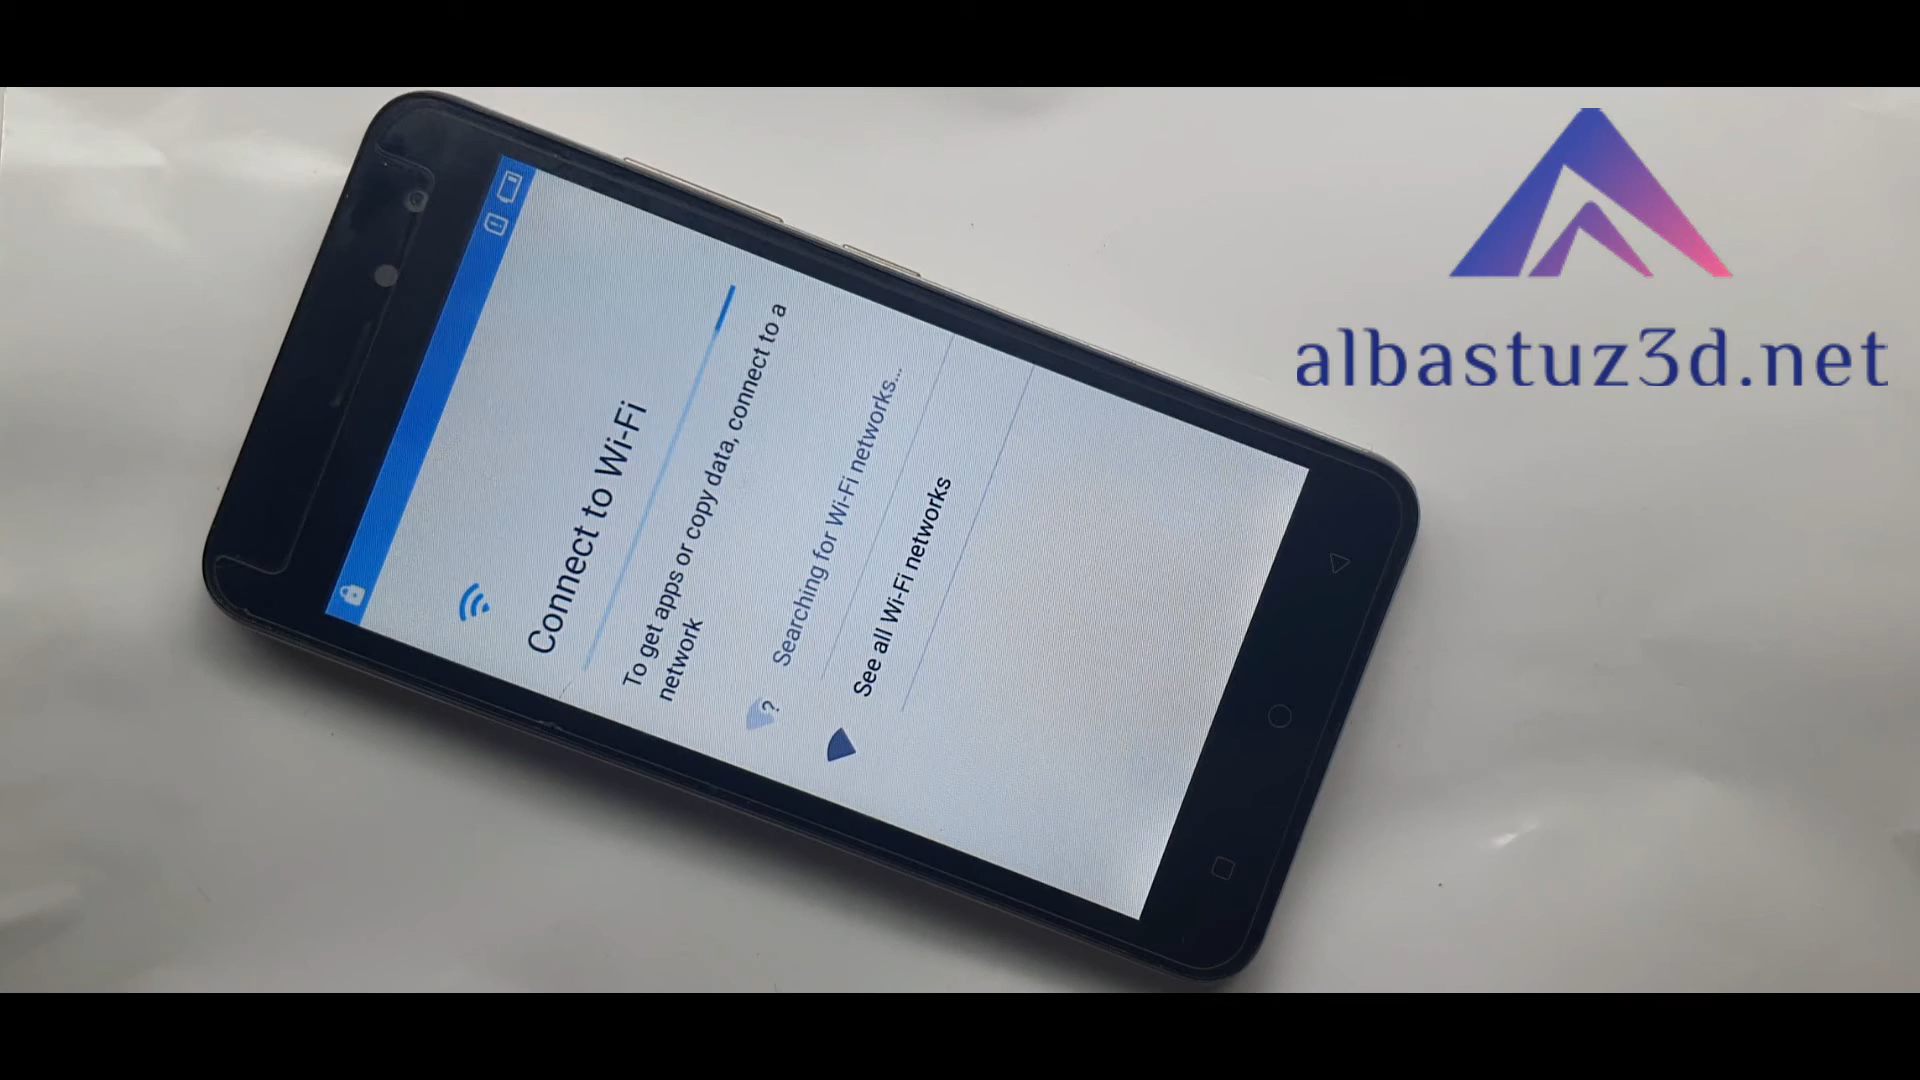 Connect to Wi-Fi
To get apps or copy data, connect to a
network
Searching for Wi-Fi networks...
See all Wi-Fi networks
albastuz3d.net